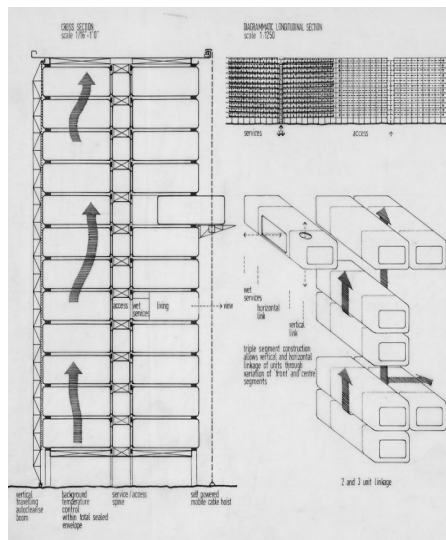 CROSS SECTION
scale 1/16"-1'0"
DIAGRAMMATIC LONGITUDINAL SECTION
scale 1:1250
services
access
access
wet
services
living
view
wet
services
horizontal
link
vertical
link
triple segment construction
allows vertical and horizontal
linkage of units through
variation of front and centre
segments
2 and 3 unit linkage
vertical
travelling
autocleanse
boom
background
temperature
control
within total sealed
envelope
service/access
spine
self powered
mobile cable hoist